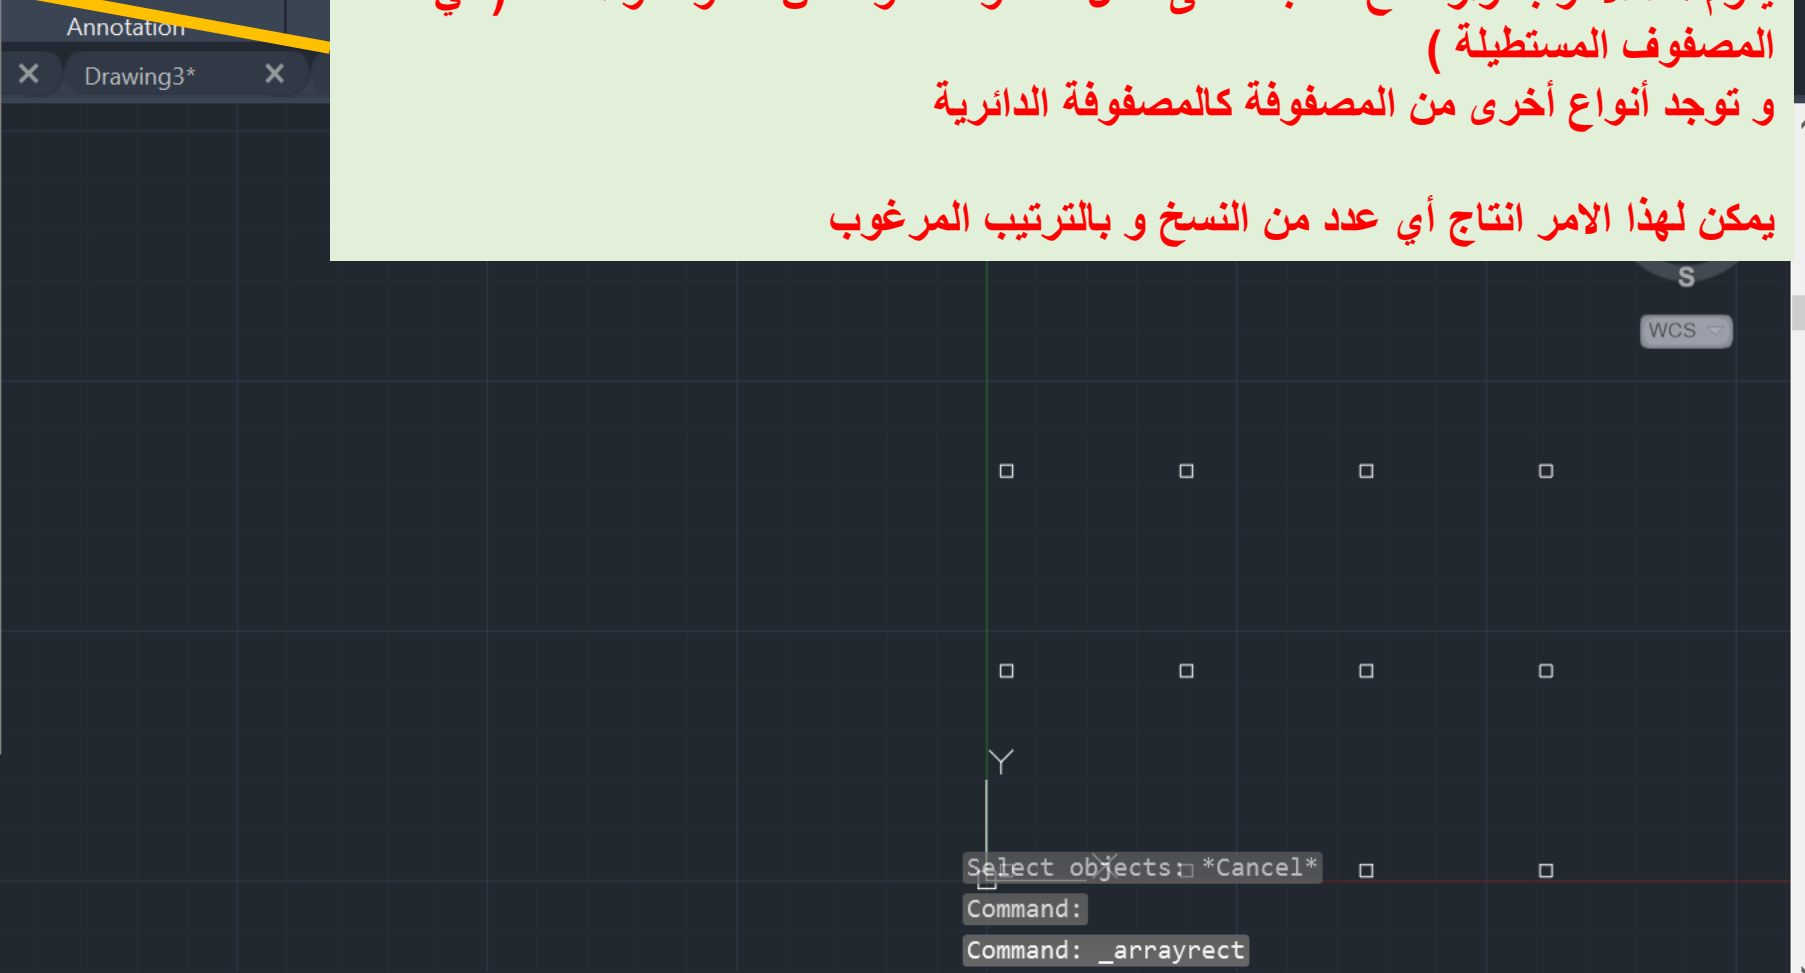 Annotation
Drawing3*
المصفوف المستطيلة )
و توجد أنواع أخرى من المصفوفة كالمصفوفة الدائرية
يمكن لهذا الامر انتاج أي عدد من النسخ و بالترتيب المرغوب
S
WCS
Y
X
Select objects: *Cancel*
Command:
Command: _arrayrect